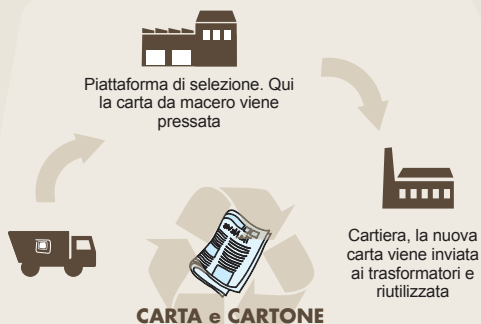 Piattaforma di selezione. Qui
la carta da macero viene
pressata
Cartiera, la nuova
carta viene inviata
ai trasformatori e
riutilizzata
CARTA e CARTONE